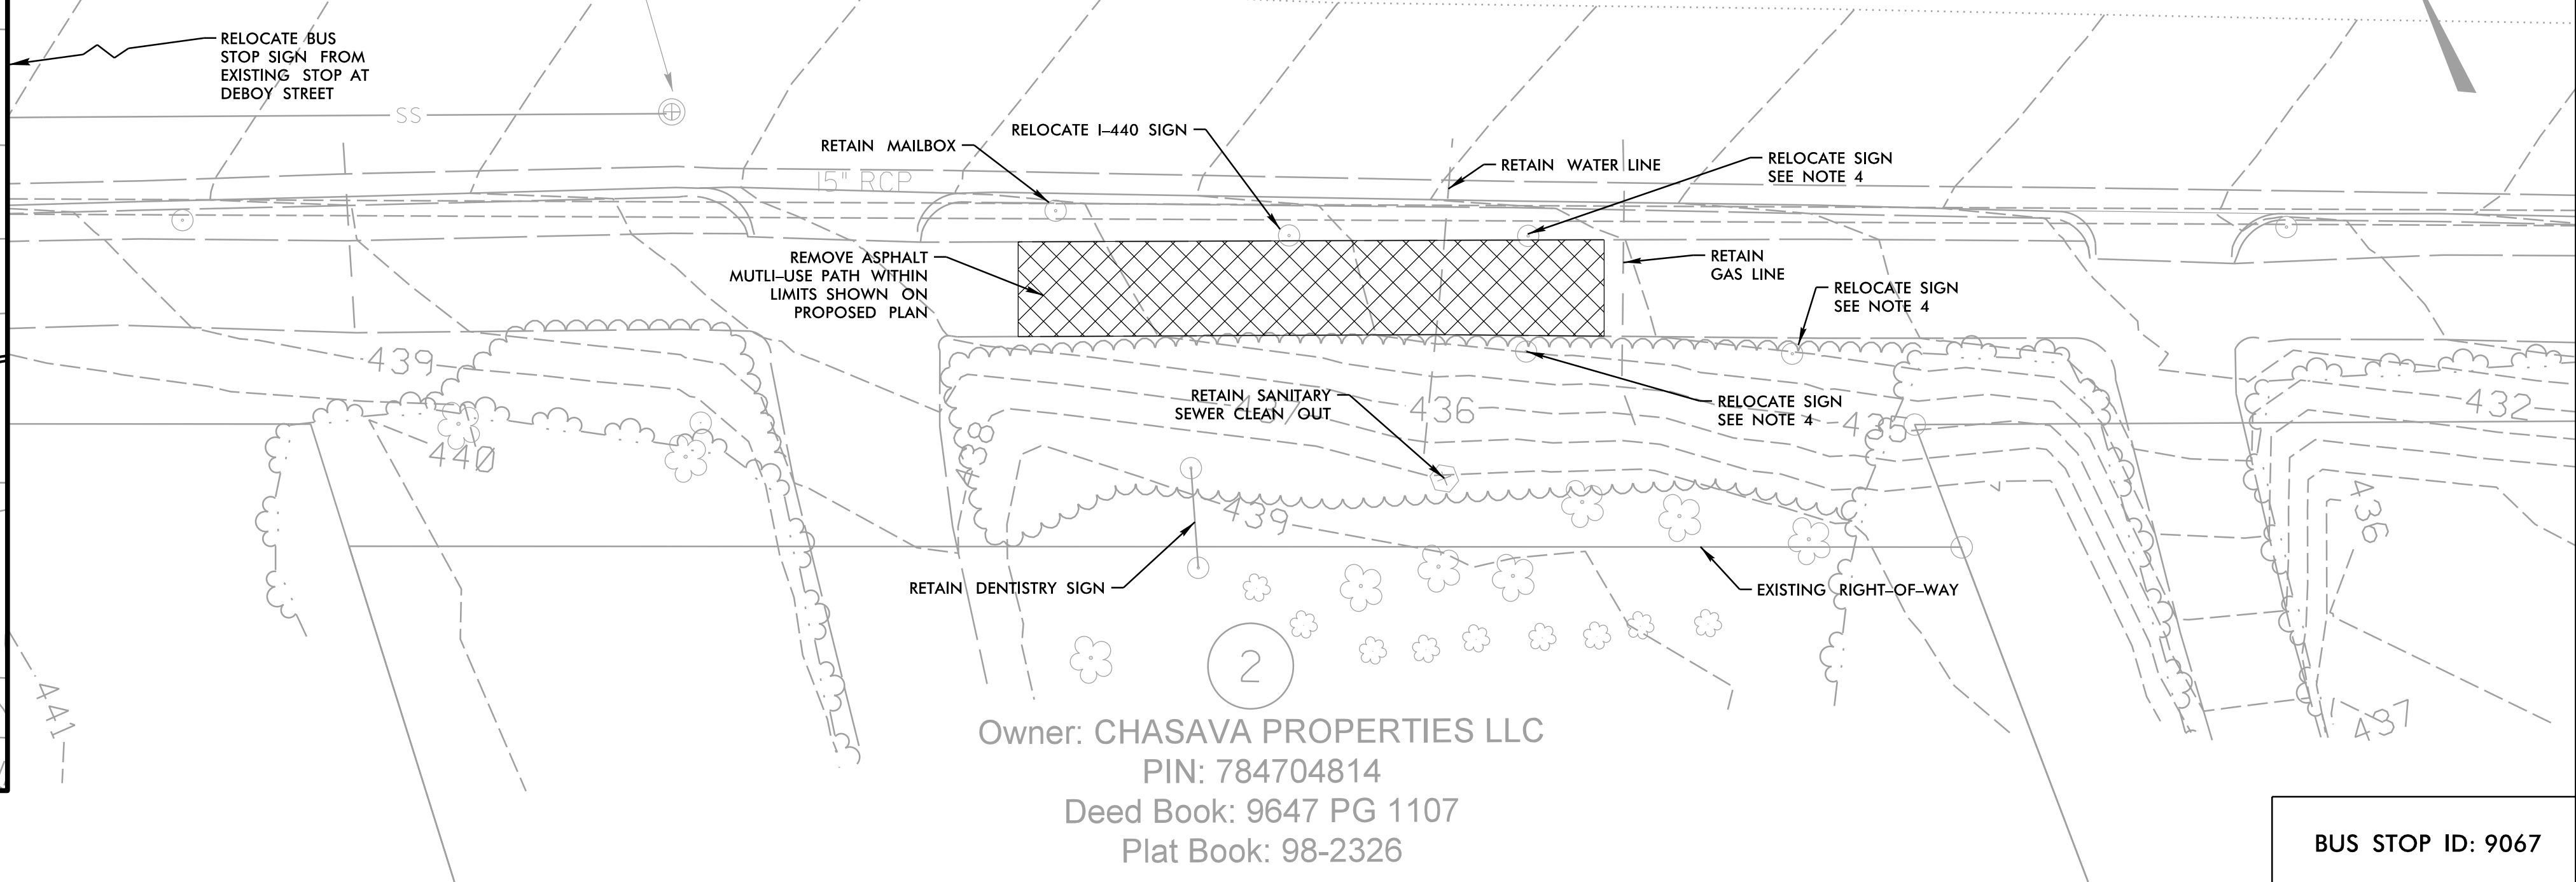 RELOCATE BUS
STOP SIGN FROM
EXISTING STOP AT
DEBOY STREET
SS
15" RCP
RETAIN MAILBOX
RELOCATE I-440 SIGN
RETAIN WATER LINE
RELOCATE SIGN
SEE NOTE 4
REMOVE ASPHALT
MUTLI-USE PATH WITHIN
LIMITS SHOWN ON
PROPOSED PLAN
RETAIN
GAS LINE
RELOCATE SIGN
SEE NOTE 4
439
440
438
RETAIN SANITARY
SEWER CLEAN OUT
436
RELOCATE SIGN
SEE NOTE 4
435
432
436
439
RETAIN DENTISTRY SIGN
EXISTING RIGHT-OF-WAY
441
437
2
Owner: CHASAVA PROPERTIES LLC
PIN: 784704814
Deed Book: 9647 PG 1107
Plat Book: 98-2326
BUS STOP ID: 9067